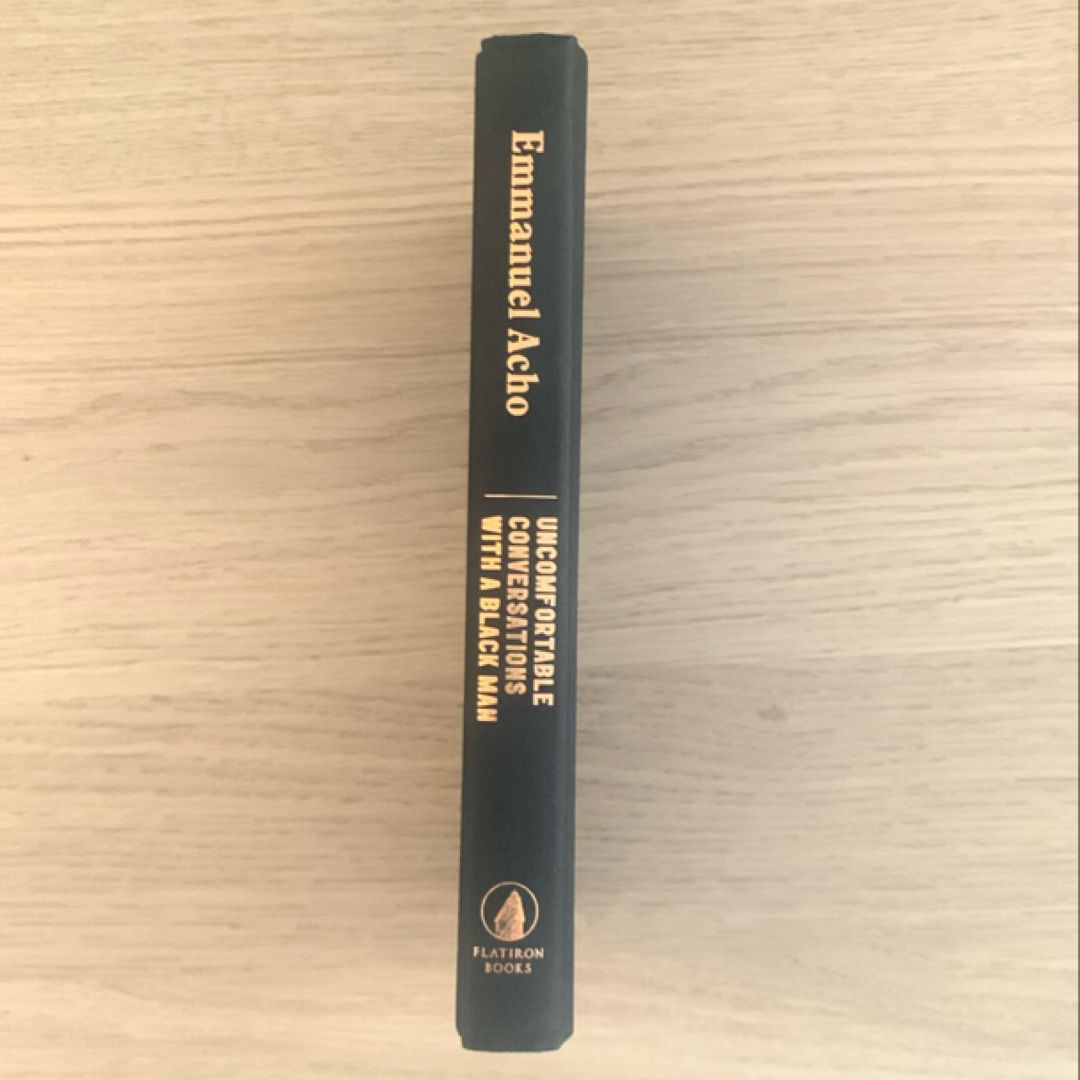 Emmanuel Acho
UNCOMFORTABLE
CONVERSATIONS
WITH A BLACK MAN
FLATIRON
BOOKS